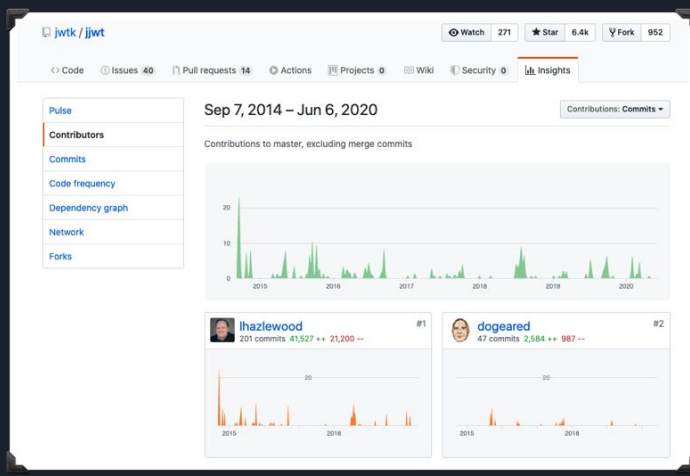 jwtk / jjwt
Watch 271 Star 6.4k Fork 952
Code Issues 40 Pull requests 14 Actions Projects 0 Wiki Security 0 Insights
Pulse
Contributors
Commits
Code frequency
Dependency graph
Network
Forks
Sep 7, 2014 – Jun 6, 2020
Contributions: Commits
Contributions to master, excluding merge commits
20
10
0
2015 2016 2017 2018 2019 2020
lhazlewood #1
201 commits 41,527 ++ 21,200 --
20
2015 2018
dogeared #2
47 commits 2,584 ++ 987 --
20
2015 2018